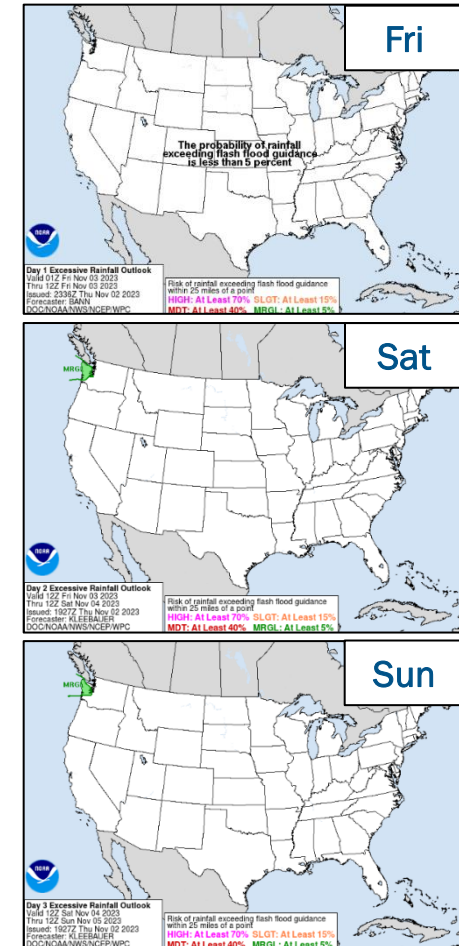 Fri
The probability of rainfall
exceeding flash flood guidance
is less than 5 percent
NOAA
Day 1 Excessive Rainfall Outlook
Valid 01Z Fri Nov 03 2023
Thru 12Z Fri Nov 03 2023
Issued: 2336Z Thu Nov 02 2023
Forecaster: BANN
DOC/NOAA/NWS/NCEP/WPC
Risk of rainfall exceeding flash flood guidance
within 25 miles of a point
HIGH: At Least 70% SLGT: At Least 15%
MDT: At Least 40% MRGL: At Least 5%
Sat
MRGL
NOAA
Day 2 Excessive Rainfall Outlook
Valid 12Z Fri Nov 03 2023
Thru 12Z Sat Nov 04 2023
Issued: 1927Z Thu Nov 02 2023
Forecaster: KLEEBAUER
DOC/NOAA/NWS/NCEP/WPC
Risk of rainfall exceeding flash flood guidance
within 25 miles of a point
HIGH: At Least 70% SLGT: At Least 15%
MDT: At Least 40% MRGL: At Least 5%
Sun
MRGL
NOAA
Day 3 Excessive Rainfall Outlook
Valid 12Z Sat Nov 04 2023
Thru 12Z Sun Nov 05 2023
Issued: 1927Z Thu Nov 02 2023
Forecaster: KLEEBAUER
DOC/NOAA/NWS/NCEP/WPC
Risk of rainfall exceeding flash flood guidance
within 25 miles of a point
HIGH: At Least 70% SLGT: At Least 15%
MDT: At Least 40% MRGL: At Least 5%